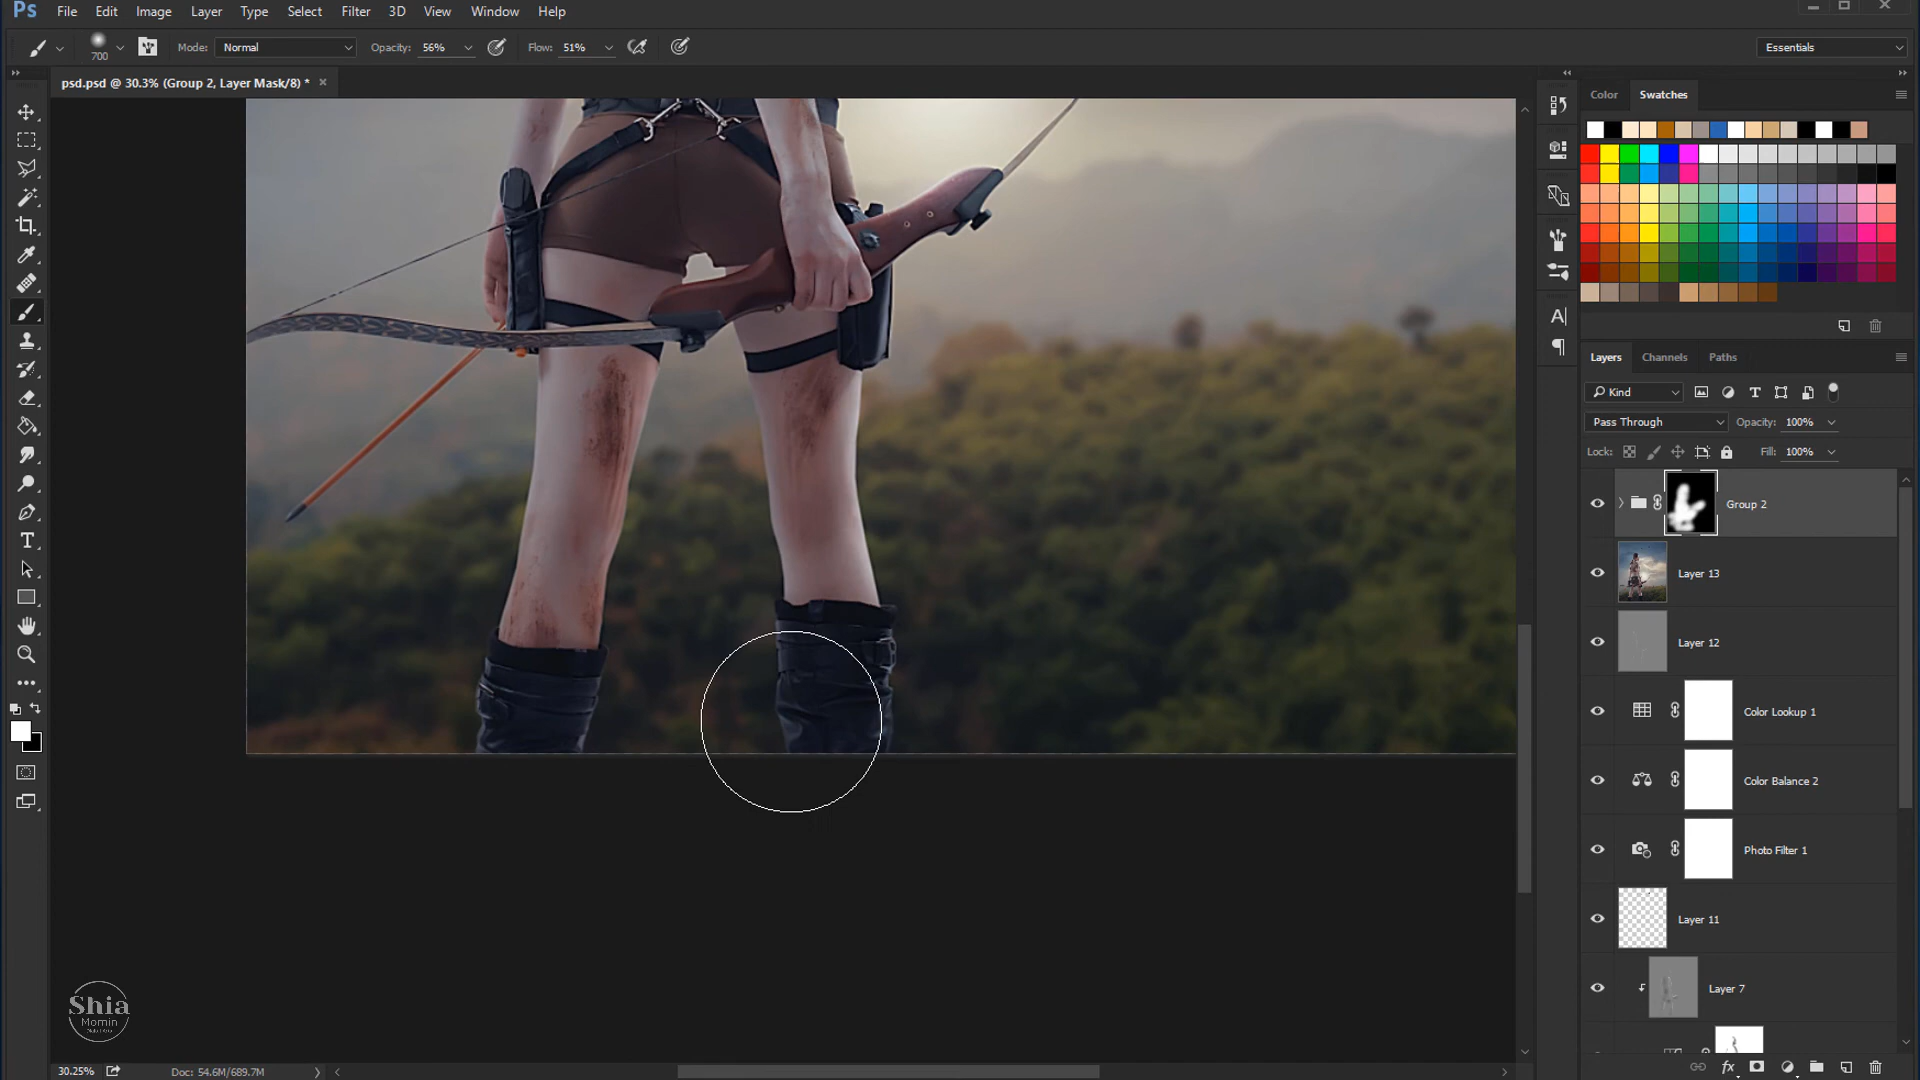 Ps File Edit Image Layer Type Select Filter 3D View Window Help
700 Mode: Normal Opacity: 56% Flow: 51% Essentials
psd.psd @ 30.3% (Group 2, Layer Mask/8) * ×
Color Swatches
Layers Channels Paths
Kind
Pass Through Opacity: 100%
Lock: Fill: 100%
Group 2
Layer 13
Layer 12
Color Lookup 1
Color Balance 2
Photo Filter 1
Layer 11
Layer 7
Shia
Momin
30.25% Doc: 54.6M/689.7M
fx